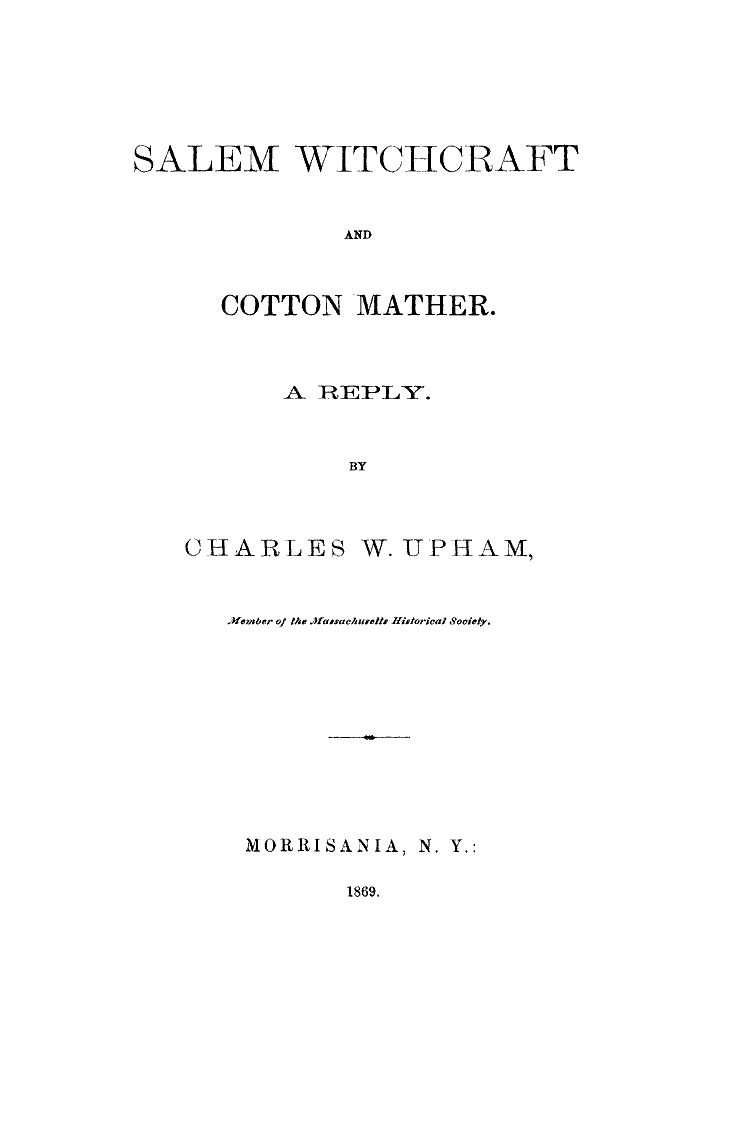 SALEM WITCHCRAFT
AND
COTTON MATHER.
A REPLY.
BY
CHARLES W. UPHAM,
Member of the Massachusetts Historical Society.
MORRISANIA, N. Y.:
1869.